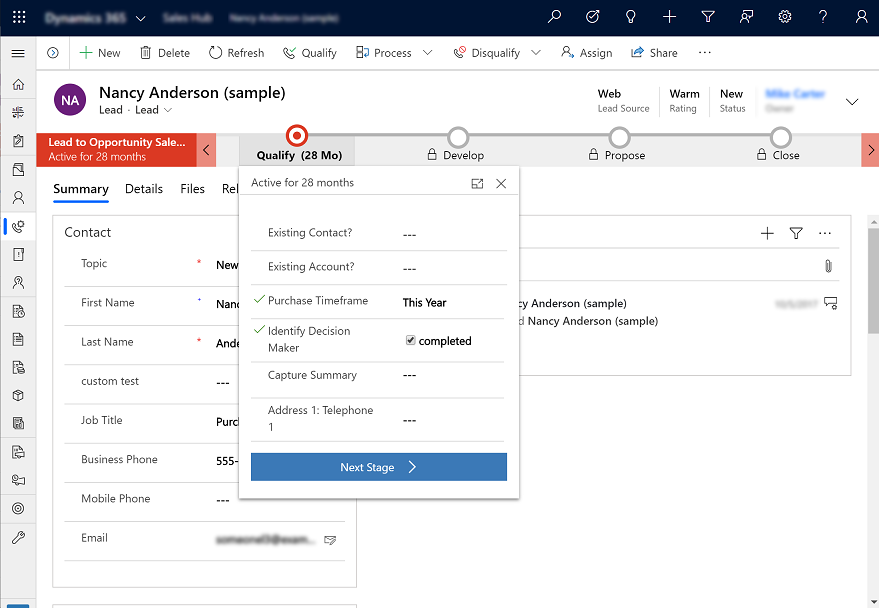 Dynamics 365
Sales Hub
Nancy Anderson (sample)
New
Delete
Refresh
Qualify
Process
Disqualify
Assign
Share
NA
Nancy Anderson (sample)
Lead · Lead
Web
Lead Source
Warm
Rating
New
Status
Mike Carter
Owner
Lead to Opportunity Sale...
Active for 28 months
Qualify (28 Mo)
Develop
Propose
Close
Summary
Details
Files
Rel
Active for 28 months
Existing Contact?
---
Existing Account?
---
Purchase Timeframe
This Year
Identify Decision
Maker
completed
Capture Summary
---
Address 1: Telephone
1
---
Next Stage
Contact
Topic
*
New
First Name
*
Nanc
Last Name
*
Ande
custom test
---
Job Title
Purch
Business Phone
555-
Mobile Phone
---
Email
cy Anderson (sample)
d Nancy Anderson (sample)